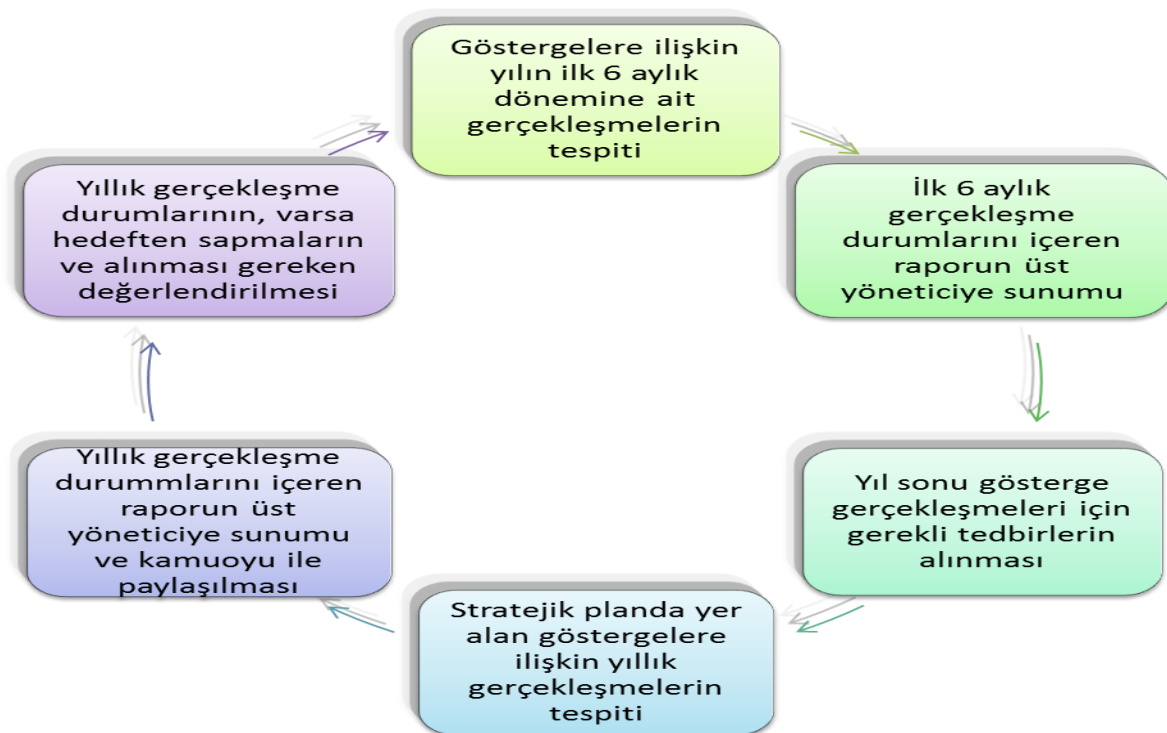 Göstergelere ilişkin
yılın ilk 6 aylık
dönemine ait
gerçekleşmelerin
tespiti
İlk 6 aylık
gerçekleşme
durumlarını içeren
raporun üst
yöneticiye sunumu
Yıl sonu gösterge
gerçekleşmeleri için
gerekli tedbirlerin
alınması
Stratejik planda yer
alan göstergelere
ilişkin yıllık
gerçekleşmelerin
tespiti
Yıllık gerçekleşme
durummlarını içeren
raporun üst
yöneticiye sunumu
ve kamuoyu ile
paylaşılması
Yıllık gerçekleşme
durumlarının, varsa
hedeften sapmaların
ve alınması gereken
değerlendirilmesi